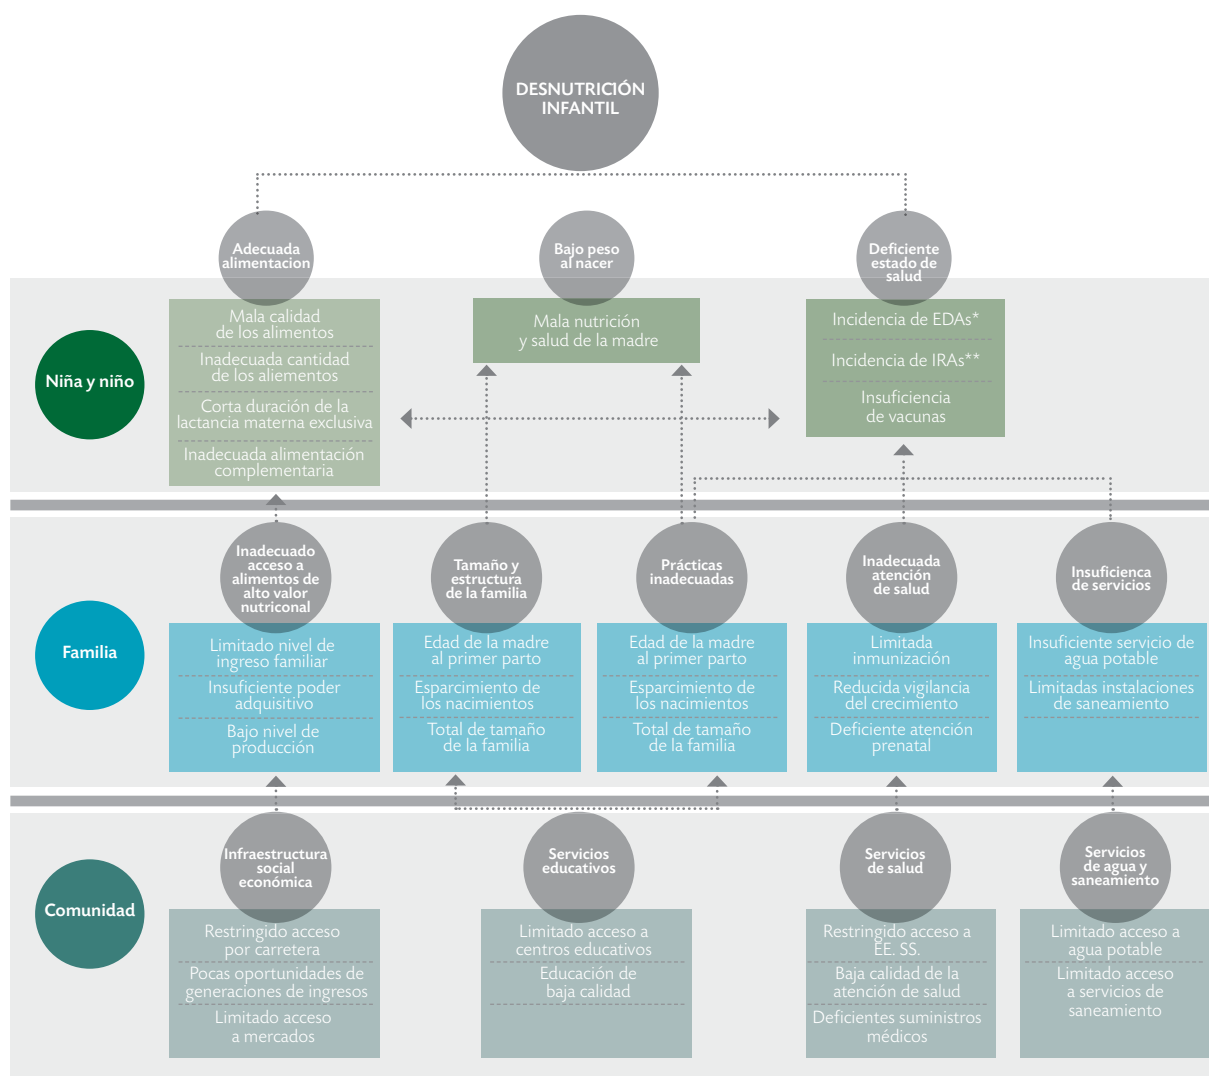 DESNUTRICIÓN
INFANTIL
Adecuada
alimentacion
Bajo peso
al nacer
Deficiente
estado de
salud
Niña y niño
Mala calidad
de los alimentos
Inadecuada cantidad
de los aliementos
Corta duración de la
lactancia materna exclusiva
Inadecuada alimentación
complementaria
Mala nutrición
y salud de la madre
Incidencia de EDAs*
Incidencia de IRAs**
Insuficiencia
de vacunas
Familia
Inadecuado
acceso a
alimentos de
alto valor
nutriconal
Limitado nivel de
ingreso familiar
Insuficiente poder
adquisitivo
Bajo nivel de
producción
Tamaño y
estructura
de la familia
Edad de la madre
al primer parto
Esparcimiento de
los nacimientos
Total de tamaño
de la familia
Prácticas
inadecuadas
Edad de la madre
al primer parto
Esparcimiento de
los nacimientos
Total de tamaño
de la familia
Inadecuada
atención
de salud
Limitada
inmunización
Reducida vigilancia
del crecimiento
Deficiente atención
prenatal
Insuficienca
de servicios
Insuficiente servicio de
agua potable
Limitadas instalaciones
de saneamiento
Comunidad
Infraestructura
social
económica
Restringido acceso
por carretera
Pocas oportunidades de
generaciones de ingresos
Limitado acceso
a mercados
Servicios
educativos
Limitado acceso a
centros educativos
Educación de
baja calidad
Servicios
de salud
Restringido acceso a
EE. SS.
Baja calidad de la
atención de salud
Deficientes suministros
médicos
Servicios
de agua y
saneamiento
Limitado acceso a
agua potable
Limitado acceso
a servicios de
saneamiento